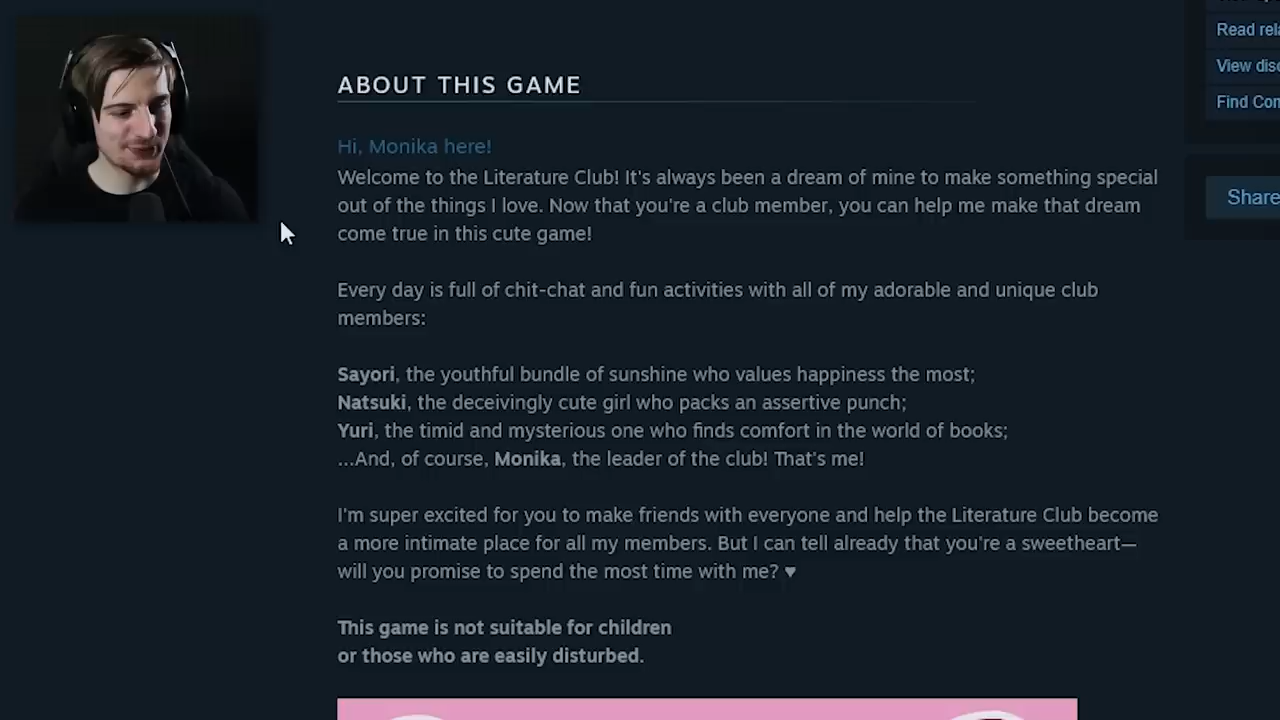 Read
View
Find
ABOUT THIS GAME
Hi, Monika here!
Welcome to the Literature Club! It's always been a dream of mine to make something special
out of the things I love. Now that you're a club member, you can help me make that dream
come true in this cute game!
Every day is full of chit-chat and fun activities with all of my adorable and unique club
members:
Sayori, the youthful bundle of sunshine who values happiness the most;
Natsuki, the deceivingly cute girl who packs an assertive punch;
Yuri, the timid and mysterious one who finds comfort in the world of books;
...And, of course, Monika, the leader of the club! That's me!
I'm super excited for you to make friends with everyone and help the Literature Club become
a more intimate place for all my members. But I can tell already that you're a sweetheart—
will you promise to spend the most time with me? ♥
This game is not suitable for children
or those who are easily disturbed.
Share